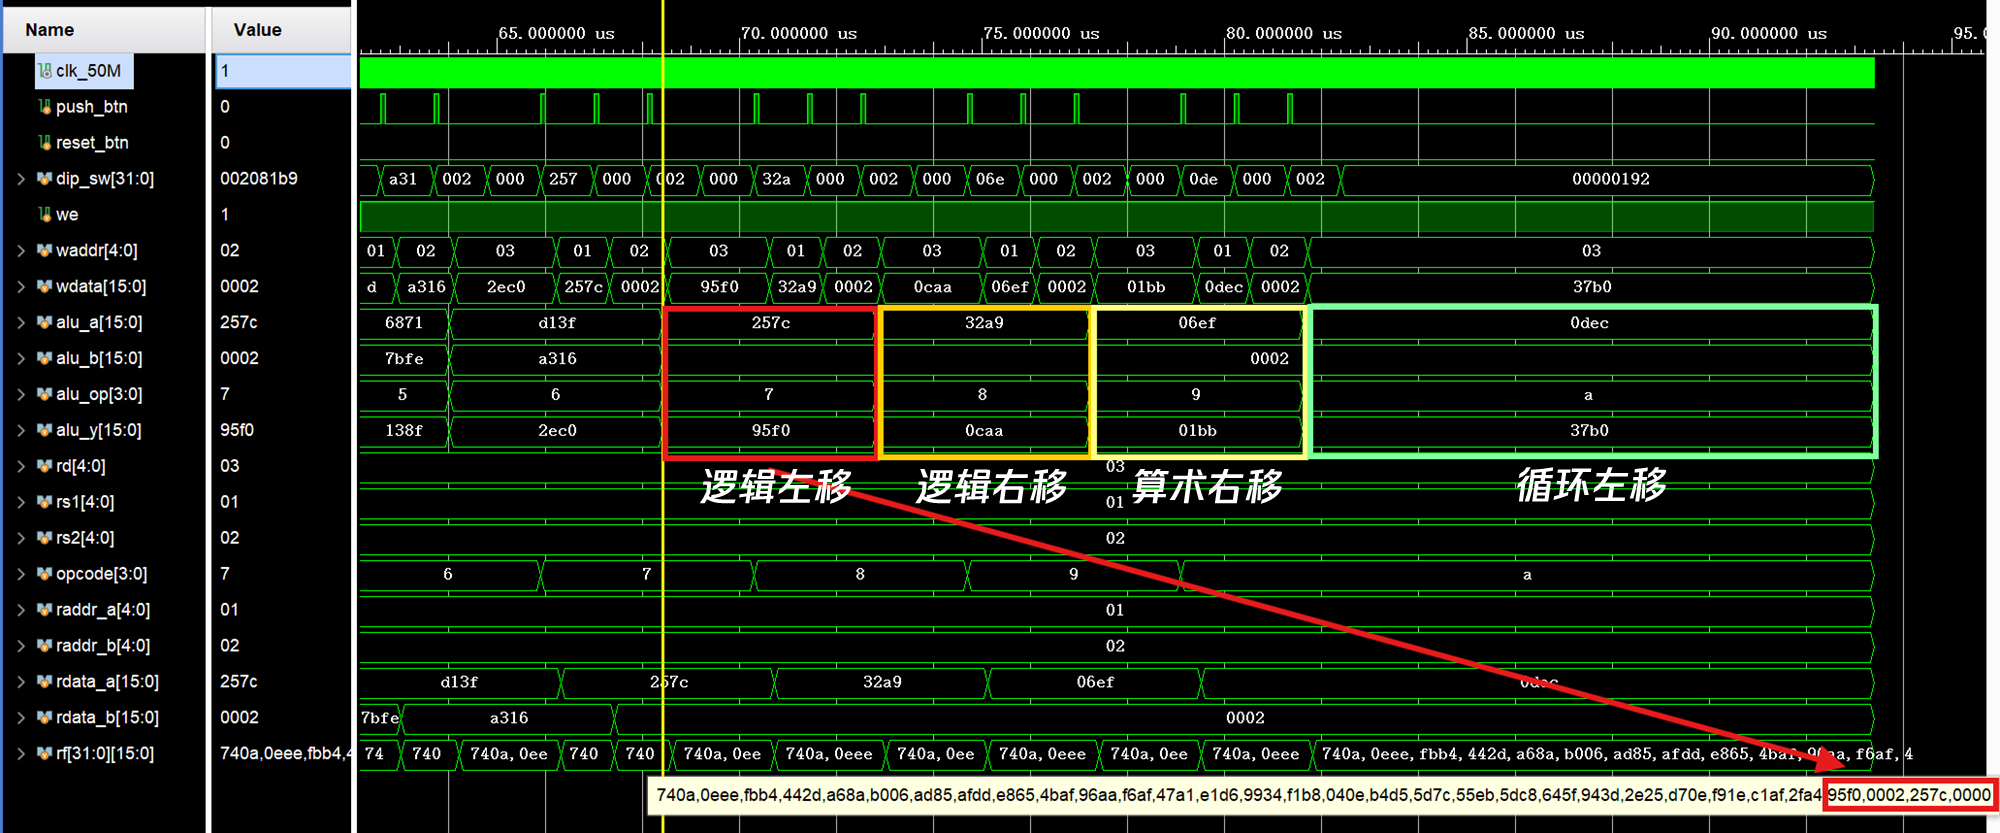 Name Value
65.000000 us 70.000000 us 75.000000 us 80.000000 us 85.000000 us 90.000000 us 95.0
clk_50M 1
push_btn 0
reset_btn 0
dip_sw[31:0] 002081b9 a31 002 000 257 000 002 000 32a 000 002 000 06e 000 002 000 0de 000 002 00000192
we 1
waddr[4:0] 02 01 02 03 01 02 03 01 02 03 01 02 03 01 02 03
wdata[15:0] 0002 d a316 2ec0 257c 0002 95f0 32a9 0002 0caa 06ef 0002 01bb 0dec 0002 37b0
alu_a[15:0] 257c 6871 d13f 257c 32a9 06ef 0dec
alu_b[15:0] 0002 7bfe a316 0002
alu_op[3:0] 7 5 6 7 8 9 a
alu_y[15:0] 95f0 138f 2ec0 95f0 0caa 01bb 37b0
rd[4:0] 03 03
逻辑左移 逻辑右移 算术右移 循环左移
rs1[4:0] 01 01
rs2[4:0] 02 02
opcode[3:0] 7 6 7 8 9 a
raddr_a[4:0] 01 01
raddr_b[4:0] 02 02
rdata_a[15:0] 257c d13f 257c 32a9 06ef 0dec
rdata_b[15:0] 0002 7bfe a316 0002
rf[31:0][15:0] 740a,0eee,fbb4,4 74 740 740a,0ee 740 740 740a,0ee 740a,0eee 740a,0ee 740a,0eee 740a,0ee 740a,0eee 740a,0eee,fbb4,442d,a68a,b006,ad85,afdd,e865,4baf,96aa,f6af,4
740a,0eee,fbb4,442d,a68a,b006,ad85,afdd,e865,4baf,96aa,f6af,47a1,e1d6,9934,f1b8,040e,b4d5,5d7c,55eb,5dc8,645f,943d,2e25,d70e,f91e,c1af,2fa4,95f0,0002,257c,0000